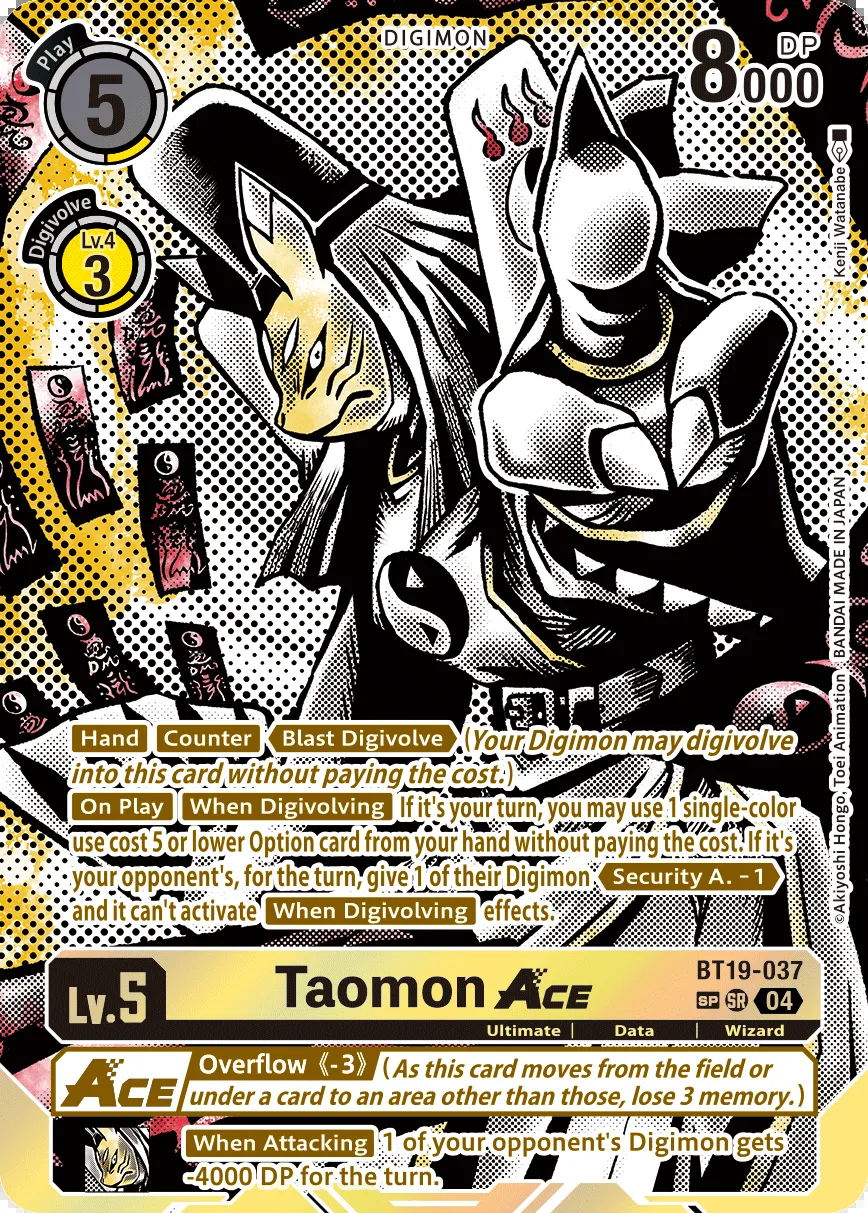 DIGIMON
Play
5
DP
8000
Digivolve
Lv.4
3
Kenji Watanabe
©Akiyoshi Hongo, Toei Animation · BANDAI MADE IN JAPAN
Hand Counter Blast Digivolve (Your Digimon may digivolve
into this card without paying the cost.)
On Play When Digivolving If it's your turn, you may use 1 single-color
use cost 5 or lower Option card from your hand without paying the cost. If it's
your opponent's, for the turn, give 1 of their Digimon Security A. -1
and it can't activate When Digivolving effects.
Lv.5
Taomon ACE
BT19-037
SP SR 04
Ultimate | Data | Wizard
ACE
Overflow《-3》(As this card moves from the field or
under a card to an area other than those, lose 3 memory.)
When Attacking 1 of your opponent's Digimon gets
-4000 DP for the turn.